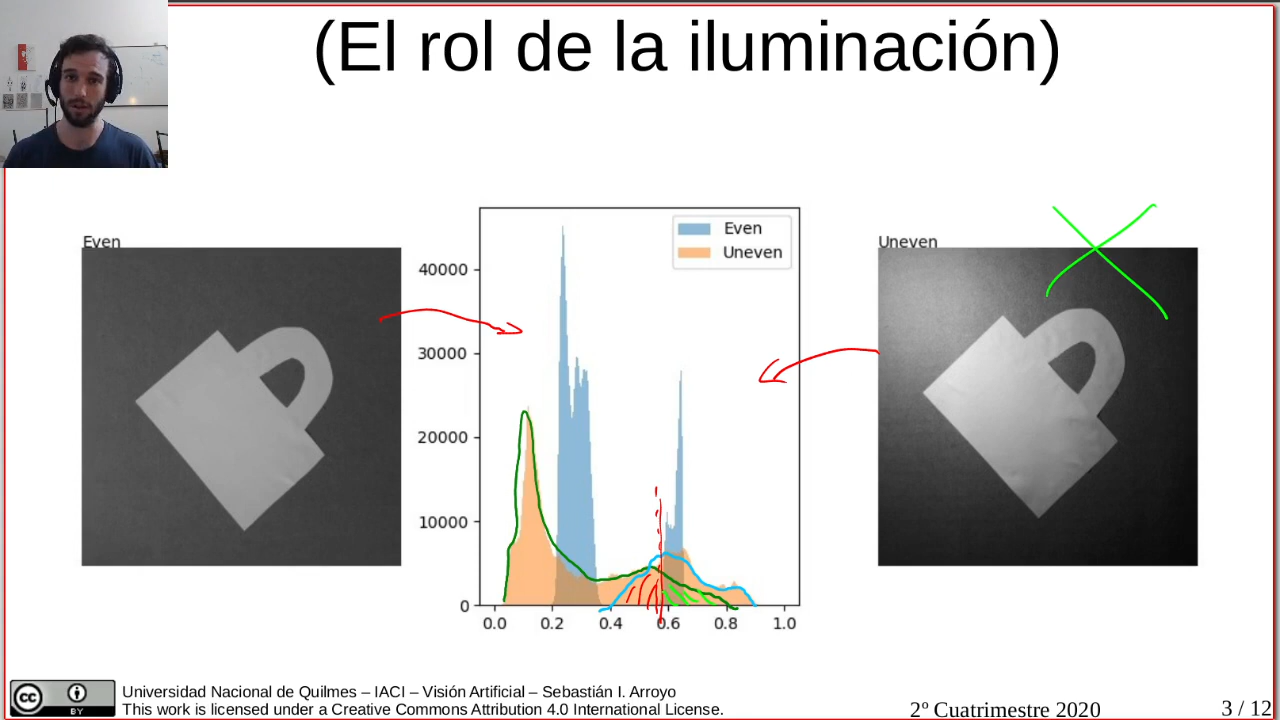 (El rol de la iluminación)
Even
Uneven
Even
Uneven
40000
30000
20000
10000
0
0.0 0.2 0.4 0.6 0.8 1.0
cc BY
Universidad Nacional de Quilmes – IACI – Visión Artificial – Sebastián I. Arroyo
This work is licensed under a Creative Commons Attribution 4.0 International License.
2º Cuatrimestre 2020
3 / 12